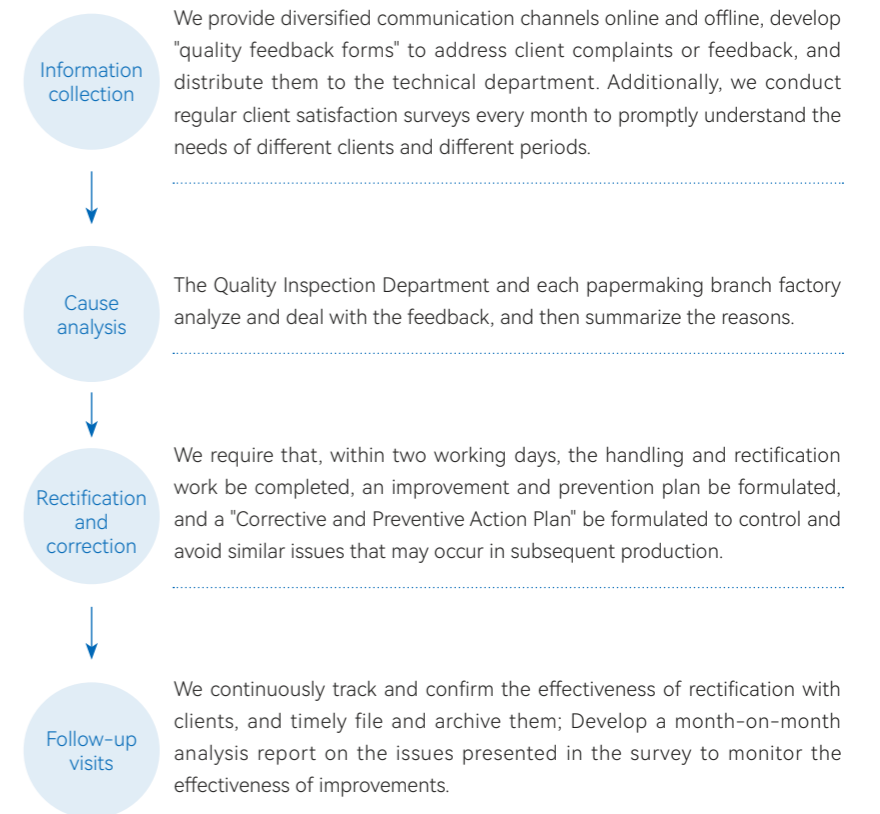 Information
collection
We provide diversified communication channels online and offline, develop
"quality feedback forms" to address client complaints or feedback, and
distribute them to the technical department. Additionally, we conduct
regular client satisfaction surveys every month to promptly understand the
needs of different clients and different periods.
Cause
analysis
The Quality Inspection Department and each papermaking branch factory
analyze and deal with the feedback, and then summarize the reasons.
Rectification
and
correction
We require that, within two working days, the handling and rectification
work be completed, an improvement and prevention plan be formulated,
and a "Corrective and Preventive Action Plan" be formulated to control and
avoid similar issues that may occur in subsequent production.
Follow-up
visits
We continuously track and confirm the effectiveness of rectification with
clients, and timely file and archive them; Develop a month-on-month
analysis report on the issues presented in the survey to monitor the
effectiveness of improvements.